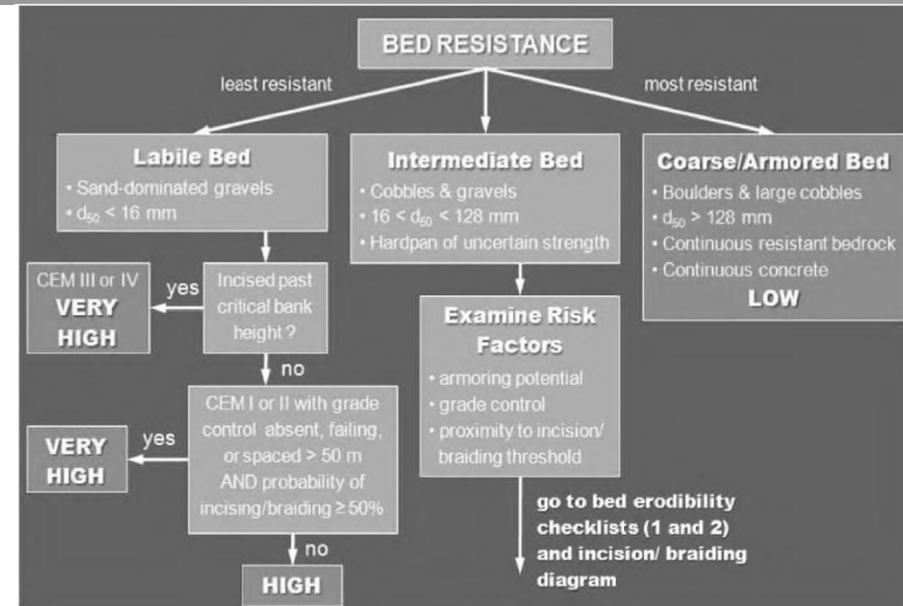 BED RESISTANCE
least resistant
most resistant
Labile Bed
• Sand-dominated gravels
• d₅₀ < 16 mm
Intermediate Bed
• Cobbles & gravels
• 16 < d₅₀ < 128 mm
• Hardpan of uncertain strength
Coarse/Armored Bed
• Boulders & large cobbles
• d₅₀ > 128 mm
• Continuous resistant bedrock
• Continuous concrete
LOW
CEM III or IV
VERY
HIGH
yes
Incised past
critical bank
height ?
no
Examine Risk
Factors
• armoring potential
• grade control
• proximity to incision/
braiding threshold
VERY
HIGH
yes
CEM I or II with grade
control absent, failing,
or spaced > 50 m
AND probability of
incising/braiding ≥ 50%
no
HIGH
go to bed erodibility
checklists (1 and 2)
and incision/ braiding
diagram